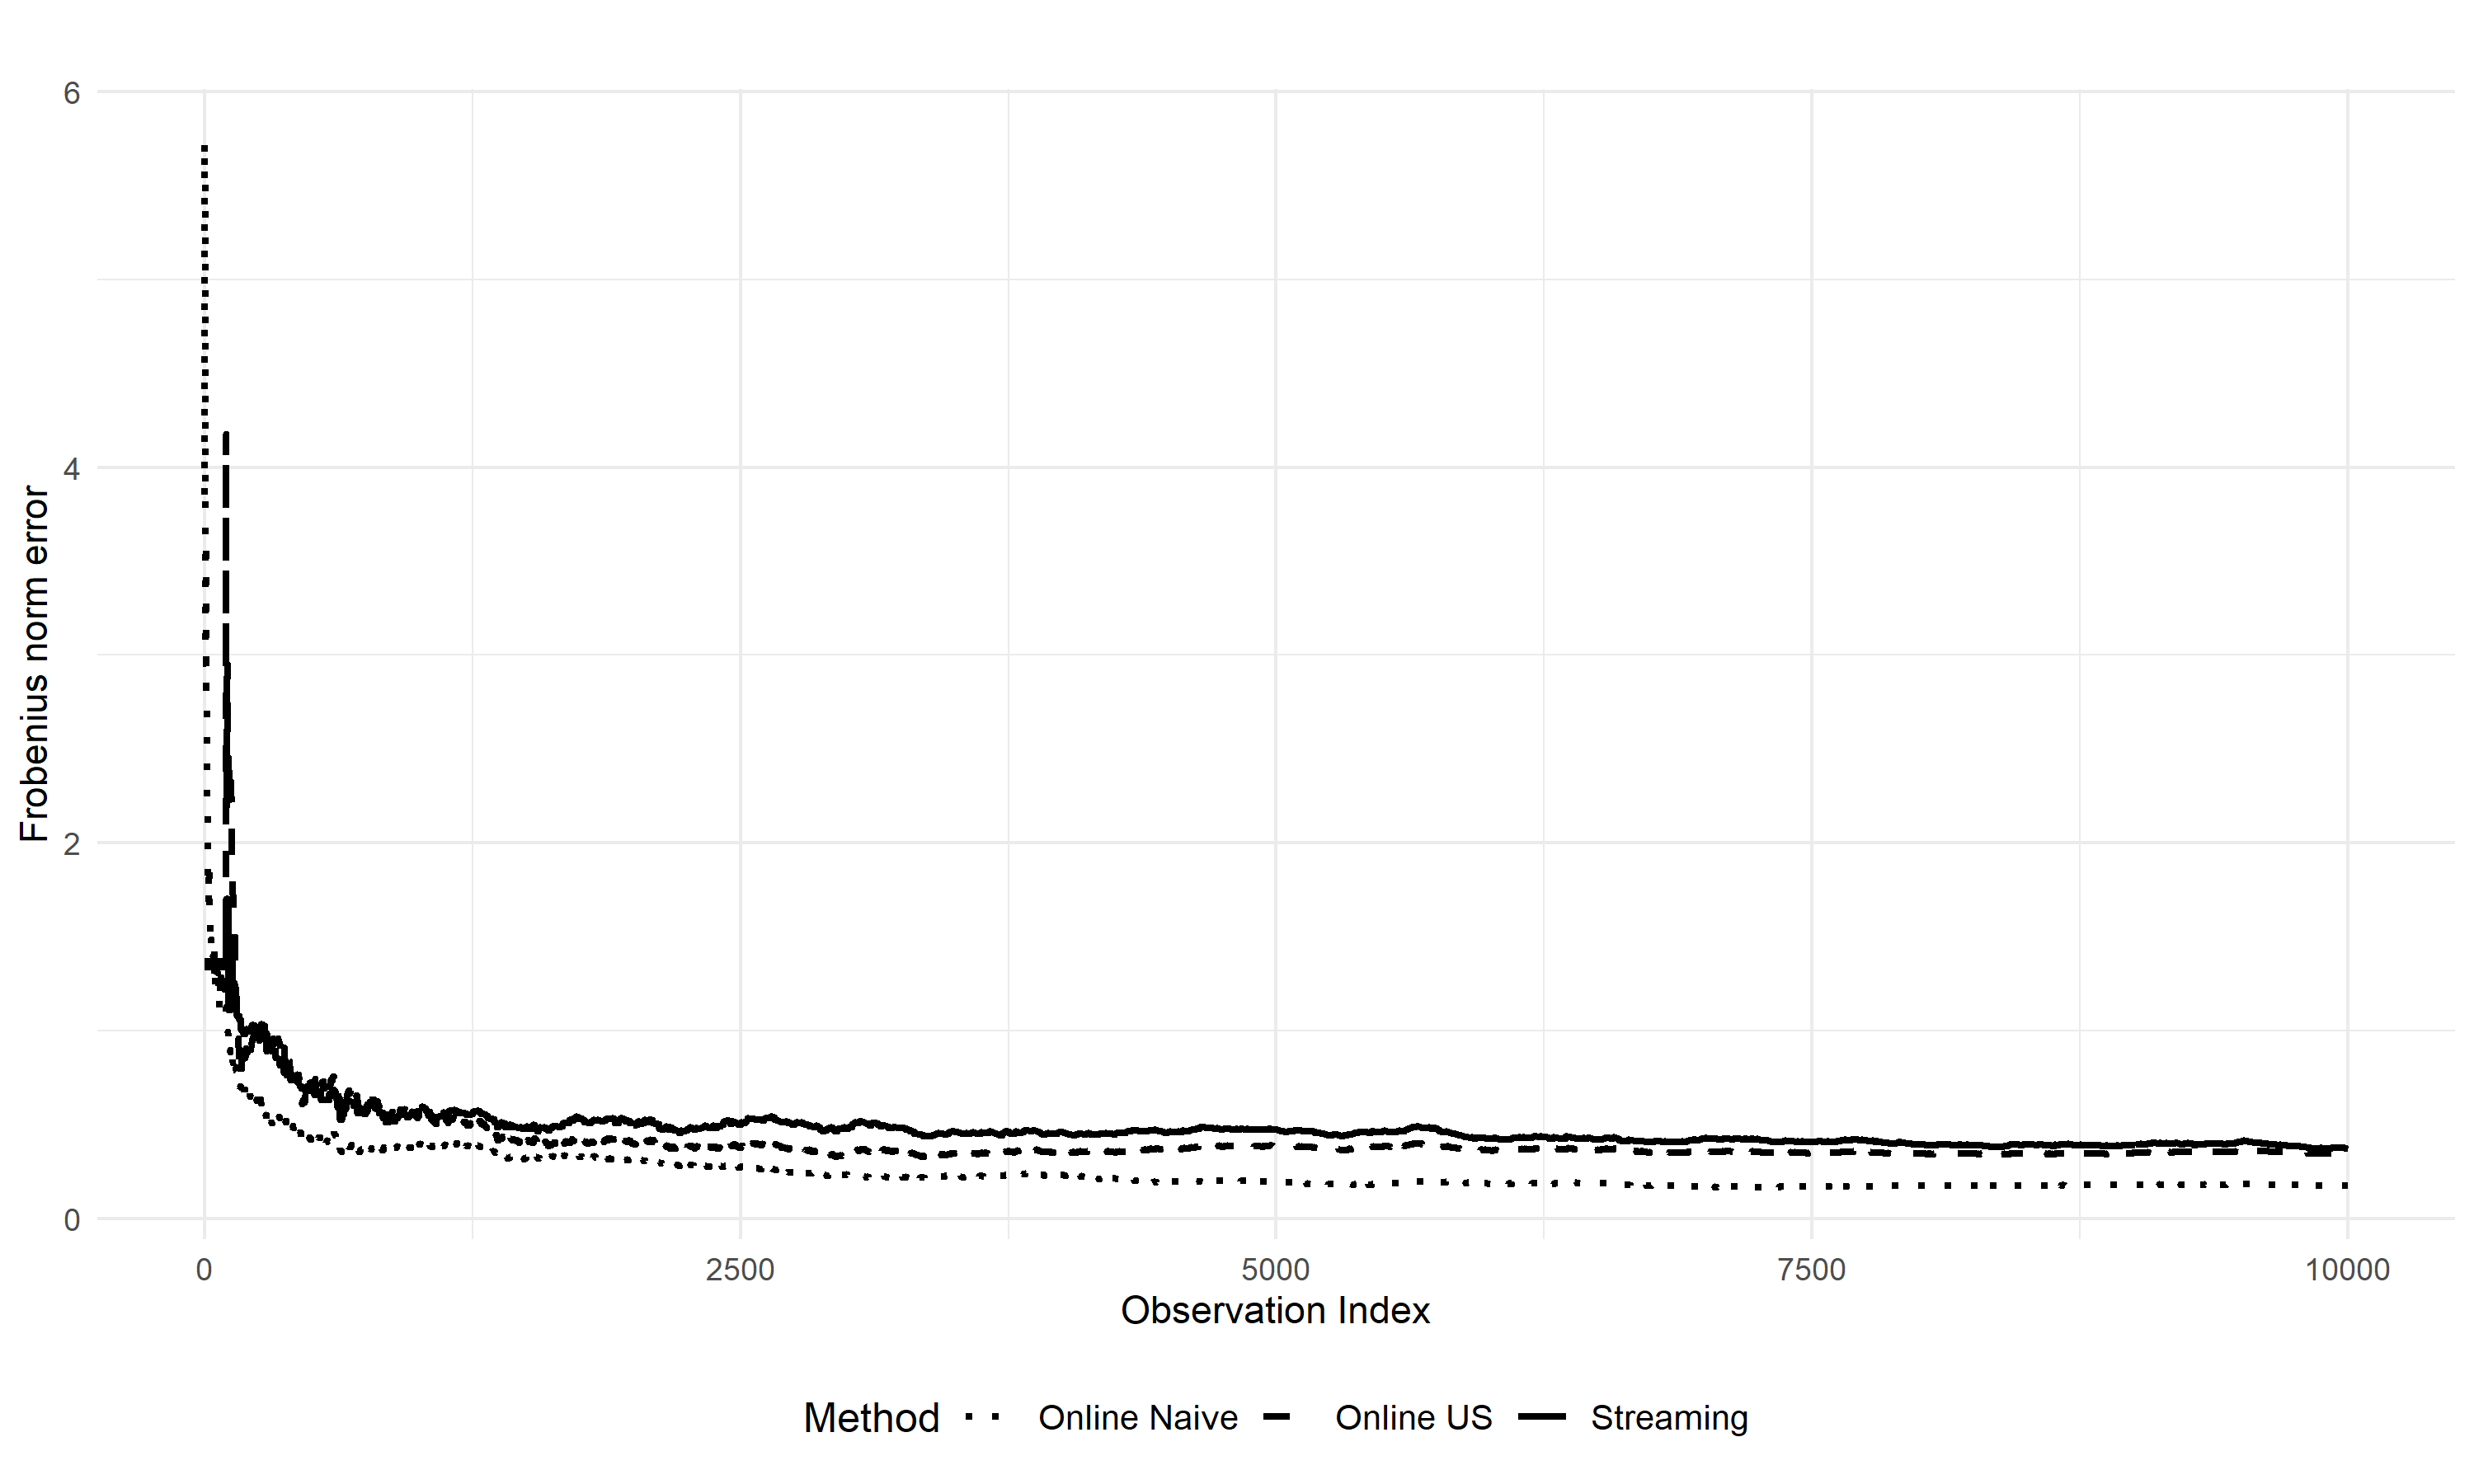 6
4
2
0
Frobenius norm error
0 2500 5000 7500 10000
Observation Index
Method Online Naive Online US Streaming